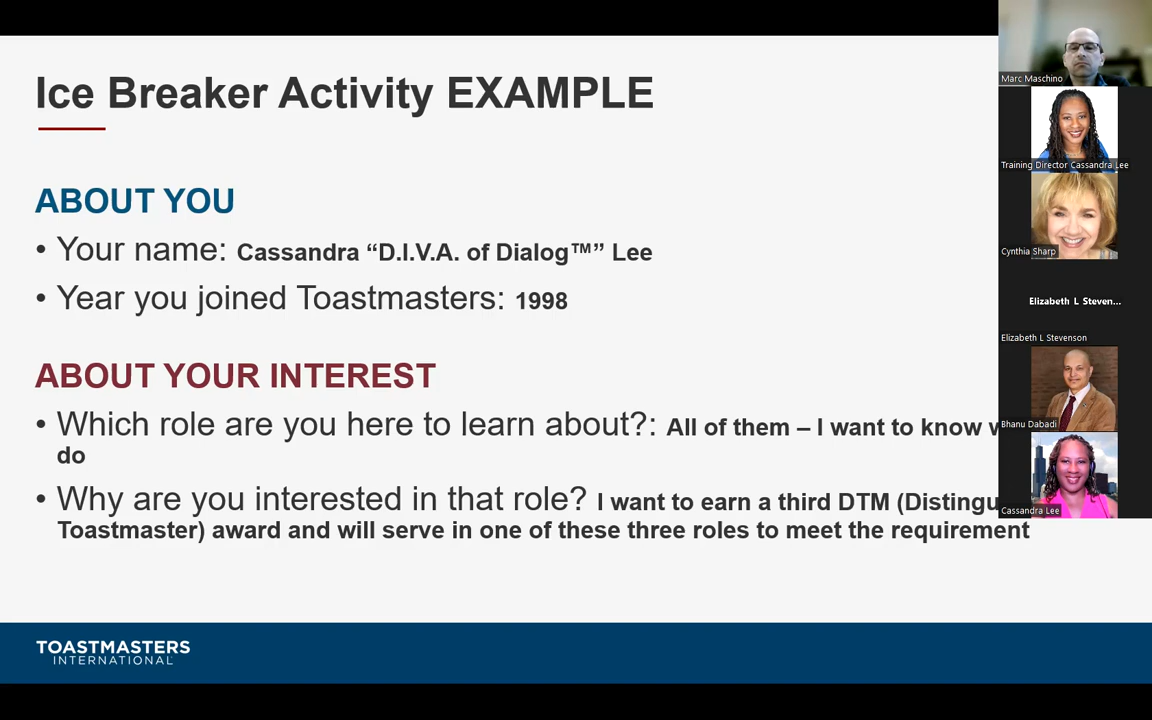 Ice Breaker Activity EXAMPLE
ABOUT YOU
• Your name: Cassandra “D.I.V.A. of Dialog™” Lee
• Year you joined Toastmasters: 1998
ABOUT YOUR INTEREST
• Which role are you here to learn about?: All of them – I want to know
do
• Why are you interested in that role? I want to earn a third DTM
Toastmaster) award and will serve in one of these three roles to meet the requirement
TOASTMASTERS
INTERNATIONAL
Marc Maschino
Training Director Cassandra Lee
Cynthia Sharp
Elizabeth L Steven...
Elizabeth L Stevenson
Bhanu Dabadi
Cassandra Lee